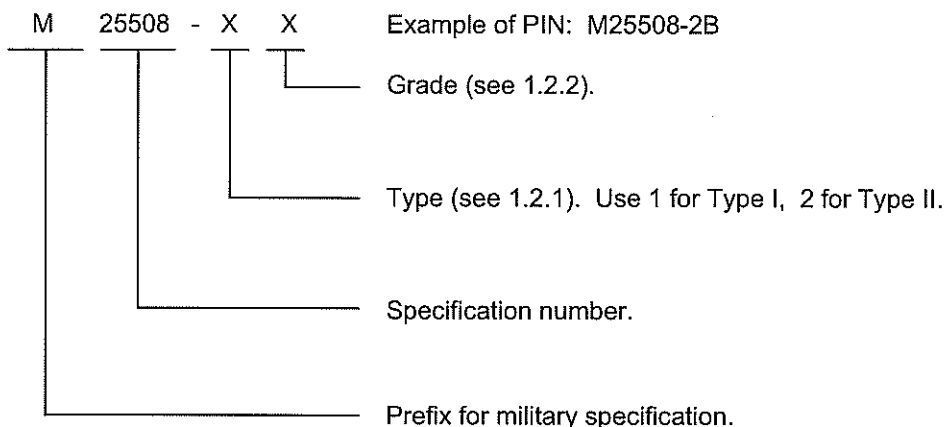 M 25508 - X X Example of PIN: M25508-2B
Grade (see 1.2.2).
Type (see 1.2.1). Use 1 for Type I, 2 for Type II.
Specification number.
Prefix for military specification.